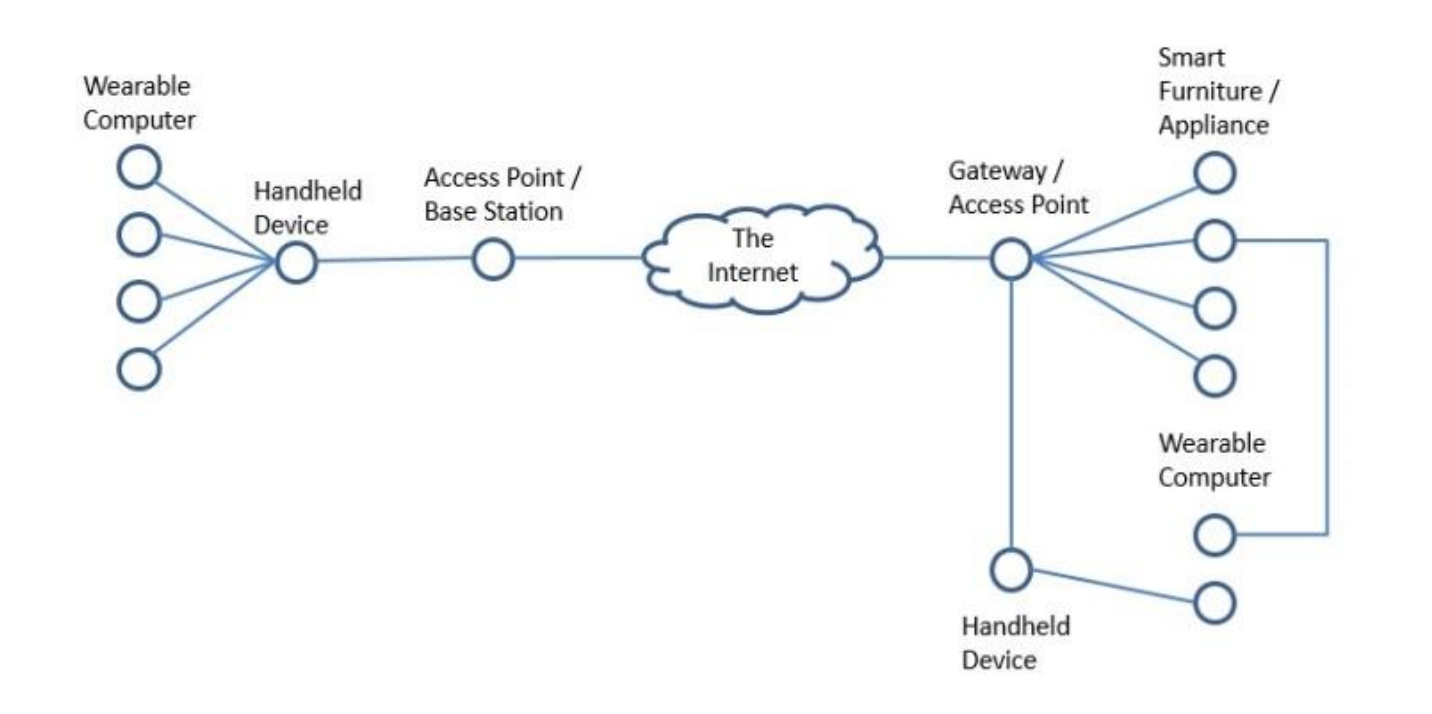 Wearable
Computer
Handheld
Device
Access Point /
Base Station
The
Internet
Gateway /
Access Point
Smart
Furniture /
Appliance
Wearable
Computer
Handheld
Device